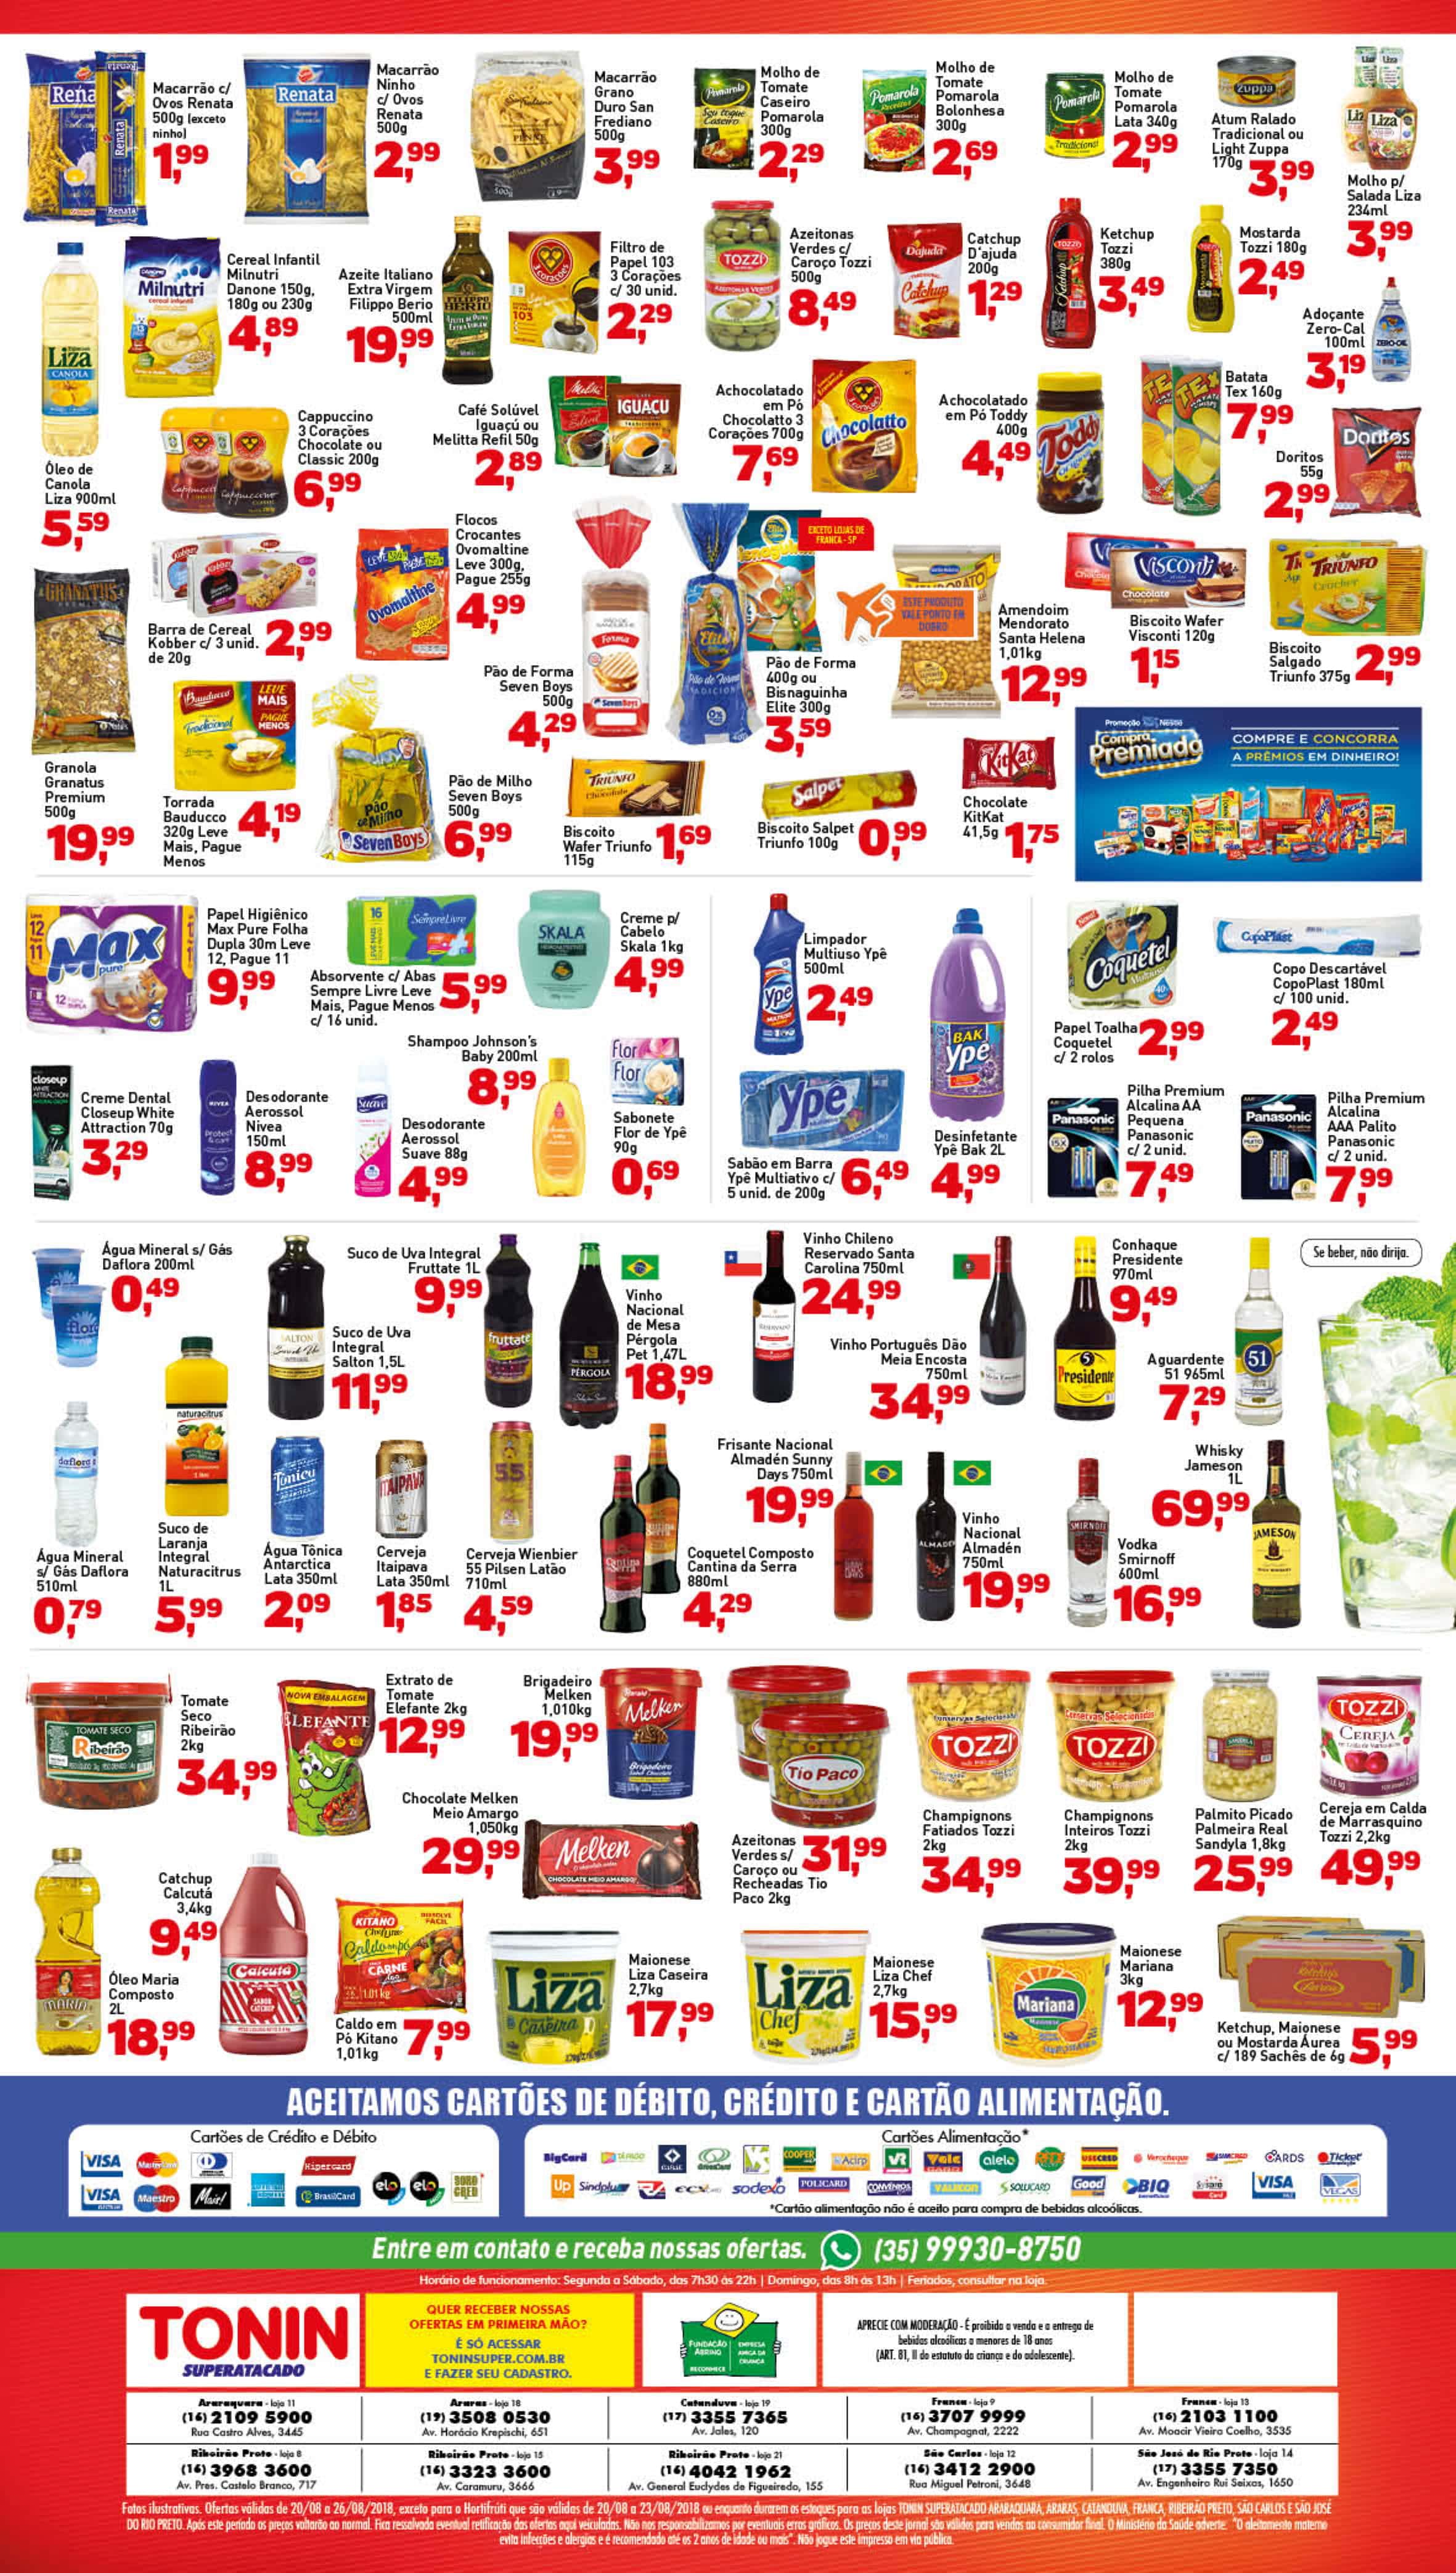 Macarrão c/
Ovos Renata
500g (exceto
ninho)
1,99
Macarrão
Ninho
c/ Ovos
Renata
500g
2,99
Macarrão
Grano
Duro San
Frediano
500g
3,99
Molho de
Tomate
Caseiro
Pomarola
300g
2,29
Molho de
Tomate
Pomarola
Bolonhesa
300g
2,69
Molho de
Tomate
Pomarola
Lata 340g
2,99
Atum Ralado
Tradicional ou
Light Zuppa
170g
3,99
Molho p/
Salada Liza
234ml
3,99
Óleo de
Canola
Liza 900ml
5,59
Cereal Infantil
Milnutri
Danone 150g,
180g ou 230g
4,89
Azeite Italiano
Extra Virgem
Filippo Berio
500ml
19,99
Filtro de
Papel 103
3 Corações
c/ 30 unid.
2,29
Azeitonas
Verdes c/
Caroço Tozzi
500g
8,49
Catchup
D'ajuda
200g
1,29
Ketchup
Tozzi
380g
3,49
Mostarda
Tozzi 180g
2,49
Adoçante
Zero-Cal
100ml
3,19
Cappuccino
3 Corações
Chocolate ou
Classic 200g
6,99
Café Solúvel
Iguaçú ou
Melitta Refil 50g
2,89
Achocolatado
em Pó
Chocolatto 3
Corações 700g
7,69
Achocolatado
em Pó Toddy
400g
4,49
Batata
Tex 160g
7,99
Doritos
55g
2,99
Granola
Granatus
Premium
500g
19,99
Barra de Cereal
Kobber c/ 3 unid.
de 20g
2,99
Flocos
Crocantes
Ovomaltine
Leve 300g,
Pague 255g
4,99
Pão de Forma
Seven Boys
500g
4,29
EXCETO LOJAS DE
FRANCA - SP
Pão de Forma
400g ou
Bisnaguinha
Elite 300g
3,59
ESTE PRODUTO
VALE PONTO EM
DOBRO
Amendoim
Mendorato
Santa Helena
1,01kg
12,99
Biscoito Wafer
Visconti 120g
1,15
Biscoito
Salgado
Triunfo 375g
2,99
Torrada
Bauducco
320g Leve
Mais, Pague
Menos
4,19
Pão de Milho
Seven Boys
500g
6,99
Biscoito
Wafer Triunfo
115g
1,69
Biscoito Salpet
Triunfo 100g
0,99
Chocolate
KitKat
41,5g
1,75
Promoção Nestlé
Compra
Premiada
COMPRE E CONCORRA
A PRÊMIOS EM DINHEIRO!
Papel Higiênico
Max Pure Folha
Dupla 30m Leve
12, Pague 11
9,99
Absorvente c/ Abas
Sempre Livre Leve
Mais, Pague Menos
c/ 16 unid.
5,99
Creme p/
Cabelo
Skala 1kg
4,99
Limpador
Multiuso Ypê
500ml
2,49
Papel Toalha
Coquetel
c/ 2 rolos
2,99
Copo Descartável
CopoPlast 180ml
c/ 100 unid.
2,49
Creme Dental
Closeup White
Attraction 70g
3,29
Desodorante
Aerossol
Nivea
150ml
8,99
Desodorante
Aerossol
Suave 88g
4,99
Shampoo Johnson's
Baby 200ml
8,99
Sabonete
Flor de Ypê
90g
0,69
Sabão em Barra
Ypê Multiativo c/
5 unid. de 200g
6,49
Desinfetante
Ypê Bak 2L
4,99
Pilha Premium
Alcalina AA
Pequena
Panasonic
c/ 2 unid.
7,49
Pilha Premium
Alcalina
AAA Palito
Panasonic
c/ 2 unid.
7,99
Água Mineral s/ Gás
Daflora 200ml
0,49
Suco de Uva
Integral
Salton 1,5L
11,99
Suco de Uva Integral
Fruttate 1L
9,99
Vinho
Nacional
de Mesa
Pérgola
Pet 1,47L
18,99
Vinho Chileno
Reservado Santa
Carolina 750ml
24,99
Vinho Português Dão
Meia Encosta
750ml
34,99
Conhaque
Presidente
970ml
9,49
Aguardente
51 965ml
7,29
Se beber, não dirija.
Água Mineral
s/ Gás Daflora
510ml
0,79
Suco de
Laranja
Integral
Naturacitrus
1L
5,99
Água Tônica
Antarctica
Lata 350ml
2,09
Cerveja
Itaipava
Lata 350ml
1,85
Cerveja Wienbier
55 Pilsen Latão
710ml
4,59
Coquetel Composto
Cantina da Serra
880ml
4,29
Frisante Nacional
Almadén Sunny
Days 750ml
19,99
Vinho
Nacional
Almadén
750ml
19,99
Vodka
Smirnoff
600ml
16,99
Whisky
Jameson
1L
69,99
Tomate
Seco
Ribeirão
2kg
34,99
Extrato de
Tomate
Elefante 2kg
12,99
Brigadeiro
Melken
1,010kg
19,99
Chocolate Melken
Meio Amargo
1,050kg
29,99
Azeitonas
Verdes s/
Caroço ou
Recheadas Tio
Paco 2kg
31,99
Champignons
Fatiados Tozzi
2kg
34,99
Champignons
Inteiros Tozzi
2kg
39,99
Palmito Picado
Palmeira Real
Sandyla 1,8kg
25,99
Cereja em Calda
de Marrasquino
Tozzi 2,2kg
49,99
Óleo Maria
Composto
2L
18,99
Catchup
Calcutá
3,4kg
9,49
Caldo em
Pó Kitano
1,01kg
7,99
Maionese
Liza Caseira
2,7kg
17,99
Maionese
Liza Chef
2,7kg
15,99
Maionese
Mariana
3kg
12,99
Ketchup, Maionese
ou Mostarda Áurea
c/ 189 Sachês de 6g
5,99
ACEITAMOS CARTÕES DE DÉBITO, CRÉDITO E CARTÃO ALIMENTAÇÃO.
Cartões de Crédito e Débito
VISA MasterCard Hipercard
VISA Maestro Mais! BrasilCard elo elo
Cartões Alimentação*
BigCard VR Vale alelo Verocheque CARDS Ticket
Up Sindplus sodexo POLICARD CONVÊNIOS VALECON SOLUCARD Good BIQ VISA VEGAS
*Cartão alimentação não é aceito para compra de bebidas alcoólicas.
Entre em contato e receba nossas ofertas. (35) 99930-8750
Horário de funcionamento: Segunda a Sábado, das 7h30 às 22h | Domingo, das 8h às 13h | Feriados, consultar na loja.
TONIN
SUPERATACADO
QUER RECEBER NOSSAS
OFERTAS EM PRIMEIRA MÃO?
É SÓ ACESSAR
TONINSUPER.COM.BR
E FAZER SEU CADASTRO.
FUNDAÇÃO
ABRINQ
RECONHECE
EMPRESA
AMIGA DA
CRIANÇA
APRECIE COM MODERAÇÃO - É proibida a venda e a entrega de
bebidas alcoólicas a menores de 18 anos
(ART. 81, II do estatuto da criança e do adolescente).
Araraquara - loja 11
(16) 2109 5900
Rua Castro Alves, 3445
Araras - loja 18
(19) 3508 0530
Av. Horácio Krepischi, 651
Catanduva - loja 19
(17) 3355 7365
Av. Jales, 120
Franca - loja 9
(16) 3707 9999
Av. Champagnat, 2222
Franca - loja 13
(16) 2103 1100
Av. Moacir Vieira Coelho, 3535
Ribeirão Preto - loja 8
(16) 3968 3600
Av. Pres. Castelo Branco, 717
Ribeirão Preto - loja 15
(16) 3323 3600
Av. Caramuru, 3666
Ribeirão Preto - loja 21
(16) 4042 1962
Av. General Euclydes de Figueiredo, 155
São Carlos - loja 12
(16) 3412 2900
Rua Miguel Petroni, 3648
São José do Rio Preto - loja 14
(17) 3355 7350
Av. Engenheiro Rui Seixas, 1650
Fotos ilustrativas. Ofertas válidas de 20/08 a 26/08/2018, exceto para o Hortifrúti que são válidas de 20/08 a 23/08/2018 ou enquanto durarem os estoques para as lojas TONIN SUPERATACADO ARARAQUARA, ARARAS, CATANDUVA, FRANCA, RIBEIRÃO PRETO, SÃO CARLOS E SÃO JOSÉ
DO RIO PRETO. Após este período os preços voltarão ao normal. Fica ressalvada eventual retificação das ofertas aqui veiculadas. Não nos responsabilizamos por eventuais erros gráficos. Os preços deste jornal são válidos para vendas ao consumidor final. O Ministério da Saúde adverte: "O aleitamento materno
evita infecções e alergias e é recomendado até os 2 anos de idade ou mais". Não jogue este impresso em via pública.